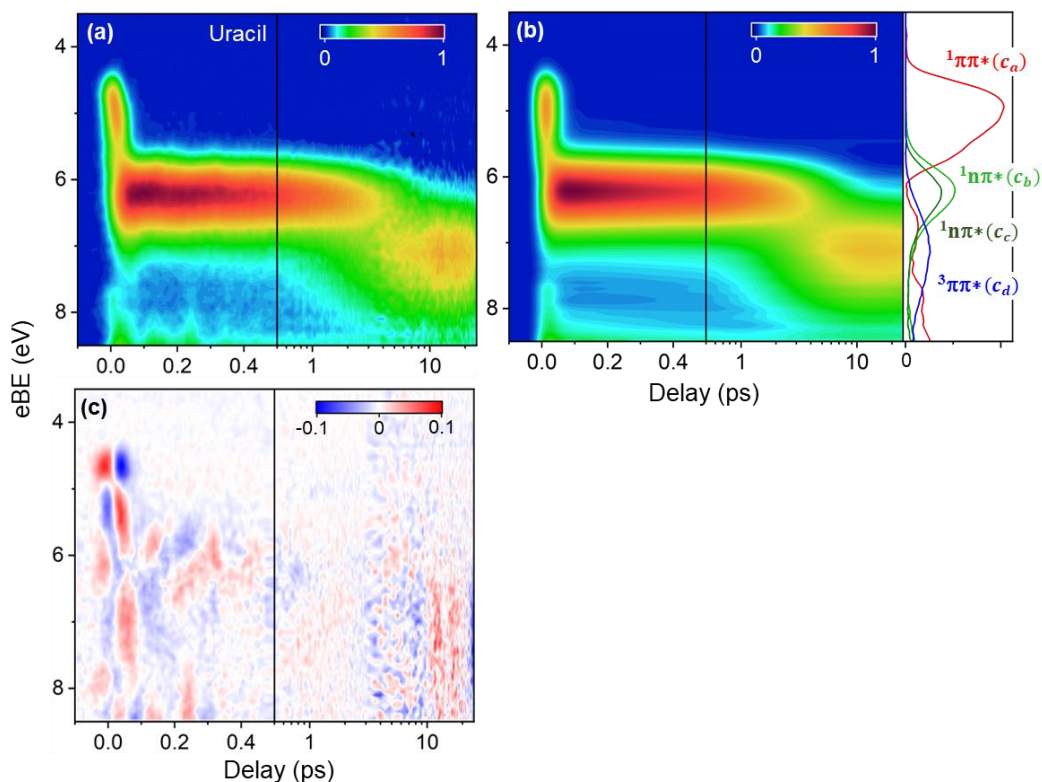 (a) Uracil
0 1
4
6
8
0.0 0.2 0.4 1 10
(b)
0 1
4
6
8
0.0 0.2 0.4 1 10
Delay (ps)
¹ππ*(cₐ)
¹nπ*(c_b)
¹nπ*(c_c)
³ππ*(c_d)
0
eBE (eV)
(c)
-0.1 0 0.1
4
6
8
0.0 0.2 0.4 1 10
Delay (ps)